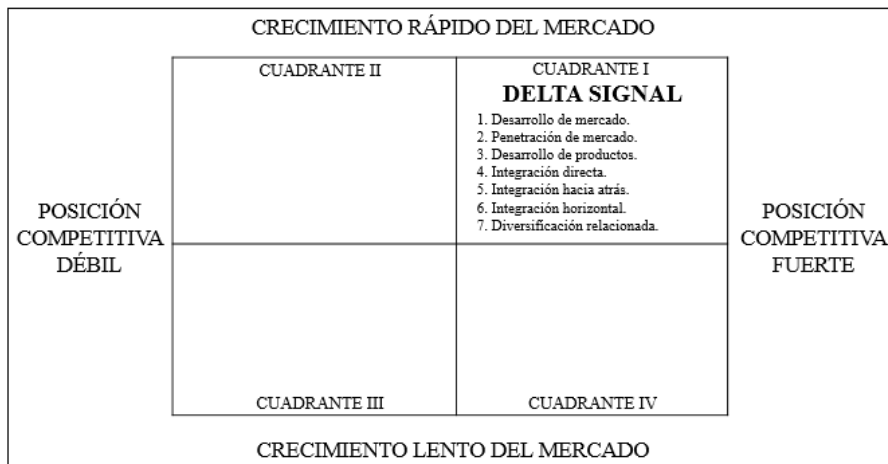 CRECIMIENTO RÁPIDO DEL MERCADO
CUADRANTE II
CUADRANTE I
DELTA SIGNAL
1. Desarrollo de mercado.
2. Penetración de mercado.
3. Desarrollo de productos.
4. Integración directa.
5. Integración hacia atrás.
6. Integración horizontal.
7. Diversificación relacionada.
POSICIÓN
COMPETITIVA
DÉBIL
POSICIÓN
COMPETITIVA
FUERTE
CUADRANTE III
CUADRANTE IV
CRECIMIENTO LENTO DEL MERCADO